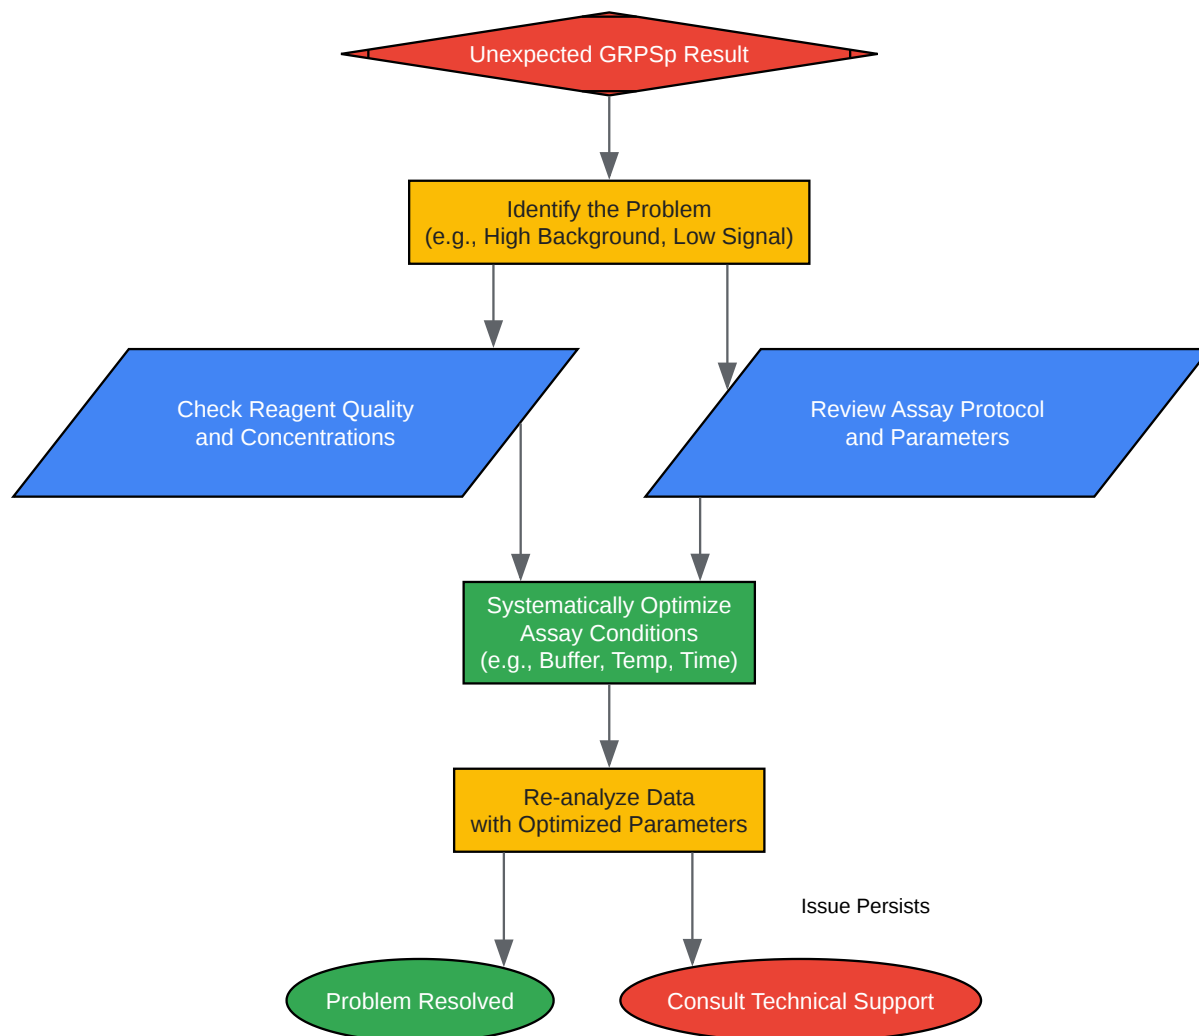 Unexpected GRPSp Result
Identify the Problem
(e.g., High Background, Low Signal)
Check Reagent Quality
and Concentrations
Review Assay Protocol
and Parameters
Systematically Optimize
Assay Conditions
(e.g., Buffer, Temp, Time)
Re-analyze Data
with Optimized Parameters
Issue Persists
Problem Resolved
Consult Technical Support